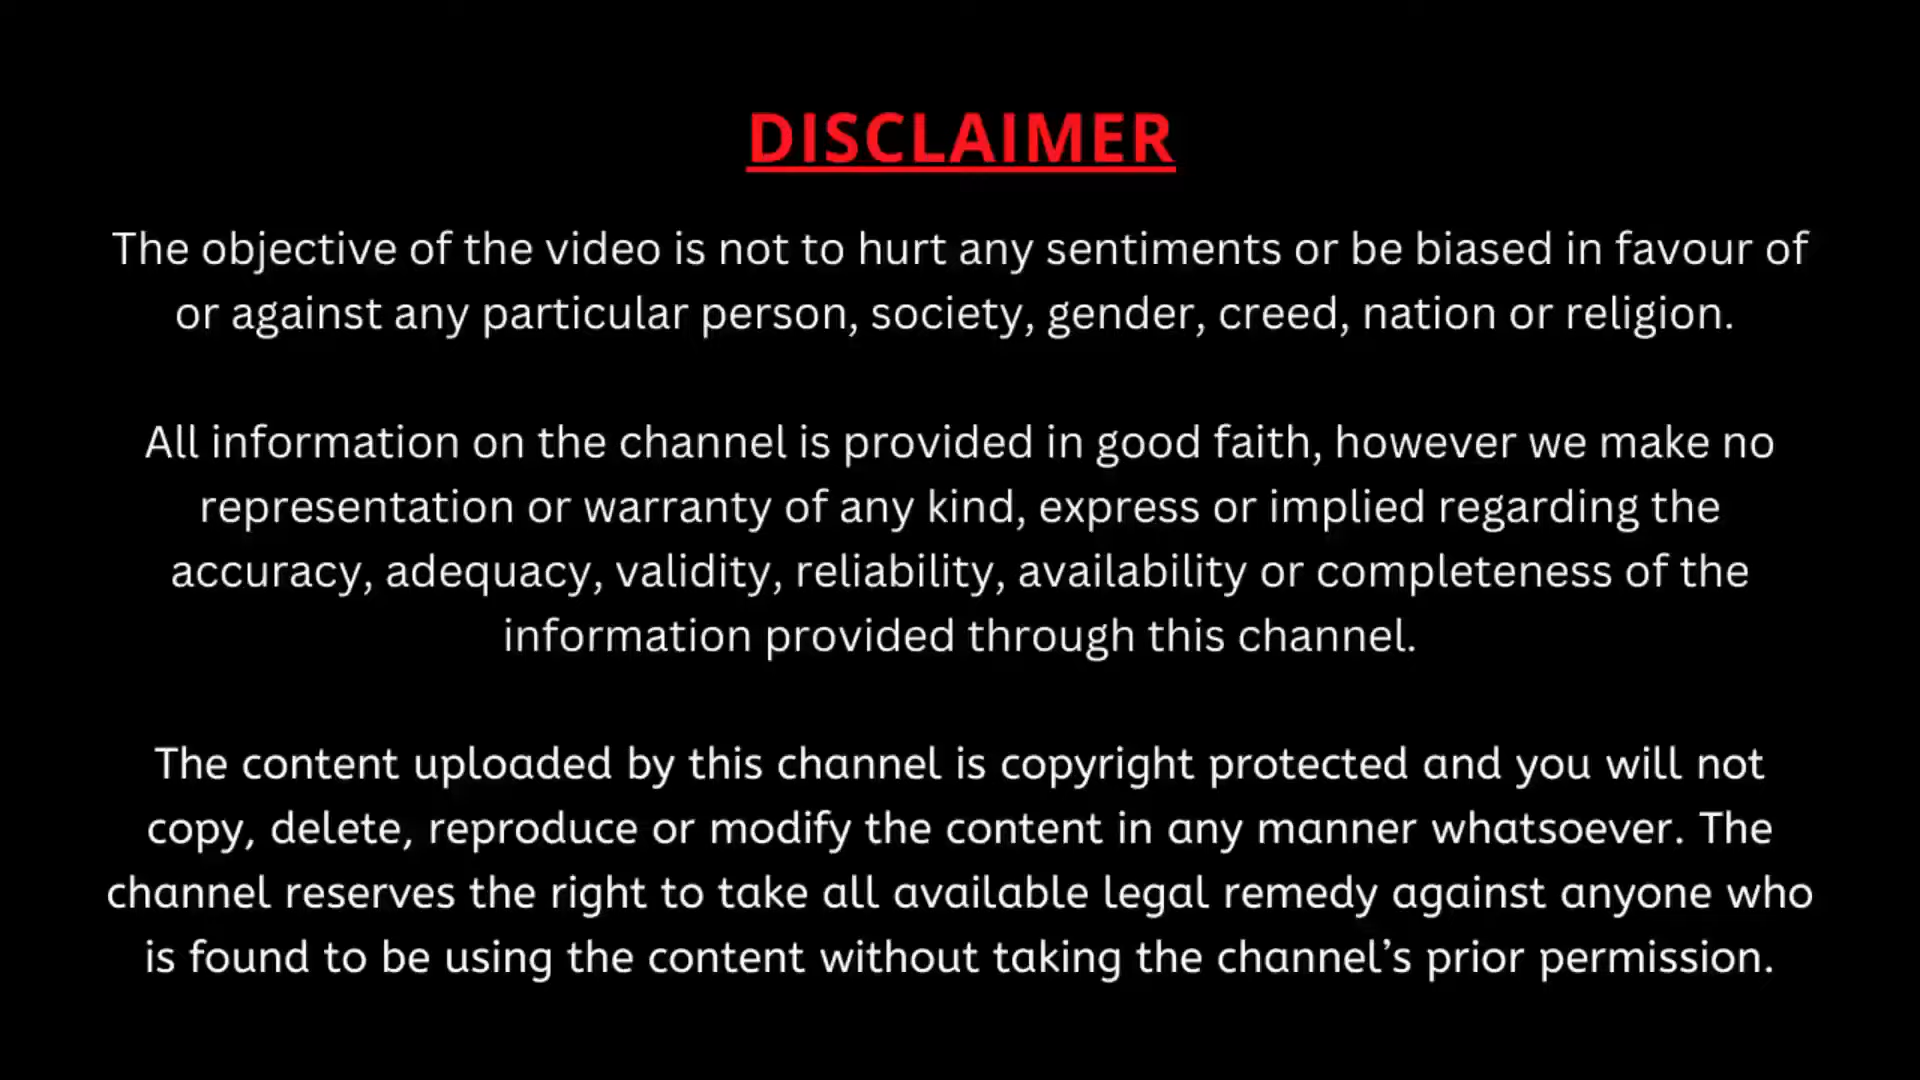 DISCLAIMER
The objective of the video is not to hurt any sentiments or be biased in favour of
or against any particular person, society, gender, creed, nation or religion.
All information on the channel is provided in good faith, however we make no
representation or warranty of any kind, express or implied regarding the
accuracy, adequacy, validity, reliability, availability or completeness of the
information provided through this channel.
The content uploaded by this channel is copyright protected and you will not
copy, delete, reproduce or modify the content in any manner whatsoever. The
channel reserves the right to take all available legal remedy against anyone who
is found to be using the content without taking the channel’s prior permission.